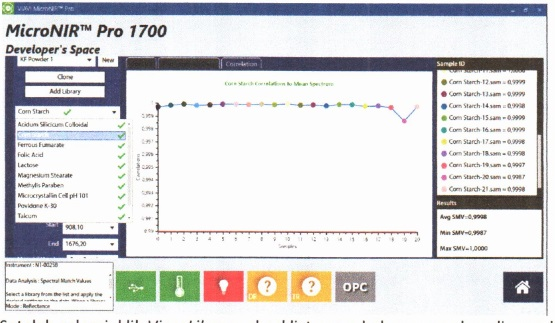 VIAVI MicroNIR™ Pro
MicroNIR™ Pro 1700
Developer's Space
KF Powder 1
New
Clone
Add Library
Corn Starch
Acidum Silicicum Colloidal
Corn Starch
Ferrous Fumarate
Folic Acid
Lactose
Magnesium Stearate
Methylis Paraben
Microcrystallin Cell pH 101
Povidone K-30
Talcum
Start 908,10
End 1676,20
Correlation
Corn Starch Correlations to Mean Spectrum
Correlations
0 1 2 3 4 5 6 7 8 9 10 11 12 13 14 15 16 17 18 19 20
Samples
Sample ID
Corn Starch-12.sam = 0,9999
Corn Starch-13.sam = 0,9999
Corn Starch-14.sam = 0,9998
Corn Starch-15.sam = 0,9999
Corn Starch-16.sam = 0,9999
Corn Starch-17.sam = 0,9998
Corn Starch-18.sam = 0,9998
Corn Starch-19.sam = 0,9997
Corn Starch-20.sam = 0,9987
Corn Starch-21.sam = 0,9998
Results
Avg SMV=0,9998
Min SMV=0,9987
Max SMV=1,0000
Instrument : N1-00258
Data Analysis : Spectral Match Values
Select a library from the list and apply the
Mode : Reflectance
OPC